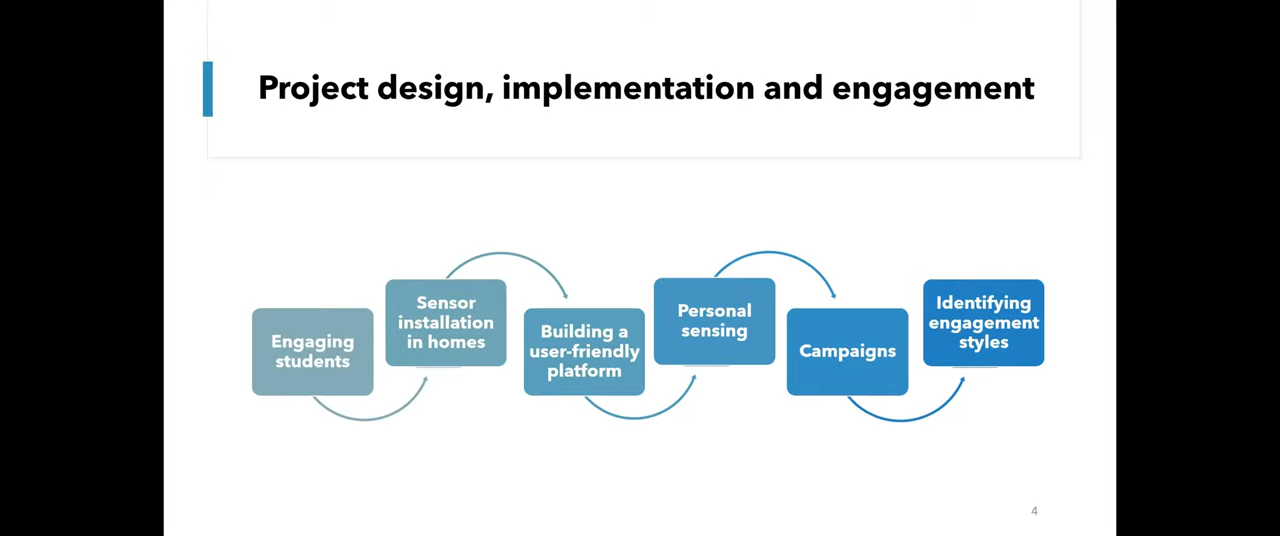 Project design, implementation and engagement
Engaging
students
Sensor
installation
in homes
Building a
user-friendly
platform
Personal
sensing
Campaigns
Identifying
engagement
styles
4